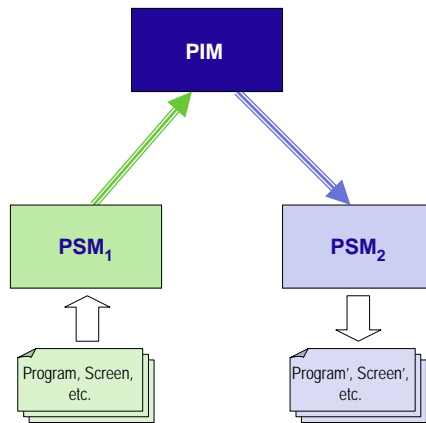 PIM
PSM₁
PSM₂
Program, Screen,
etc.
Program', Screen',
etc.